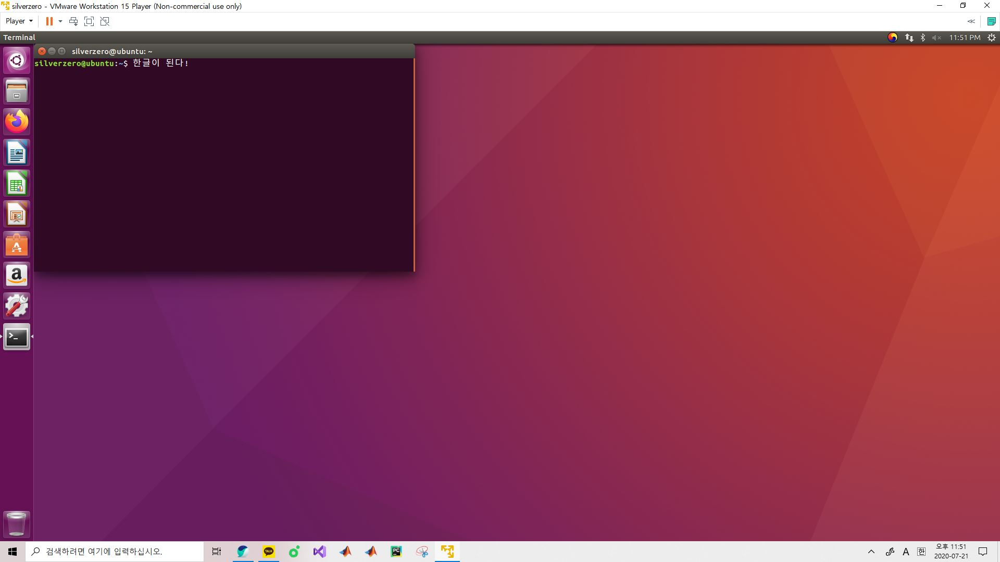 silverzero - VMware Workstation 15 Player (Non-commercial use only)
Player
Terminal
11:51 PM
silverzero@ubuntu: ~
silverzero@ubuntu:~$ 한글이 된다!
A
a
>_
검색하려면 여기에 입력하십시오.
TALK
PC
A
한
오후 11:51
2020-07-21